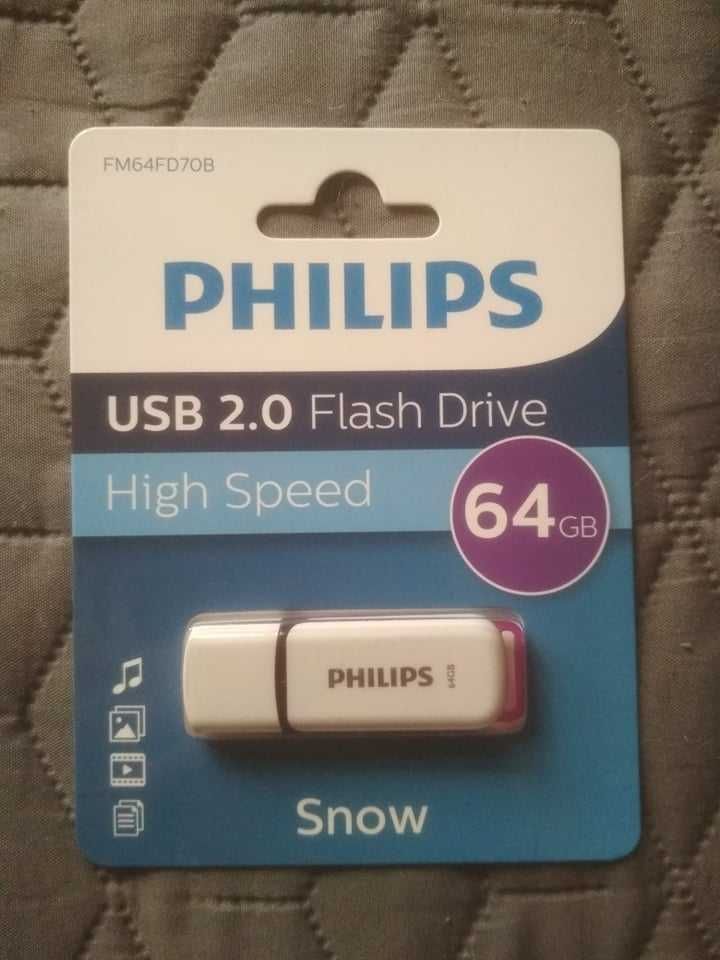 FM64FD70B
PHILIPS
USB 2.0 Flash Drive
High Speed
64GB
PHILIPS 64GB
Snow